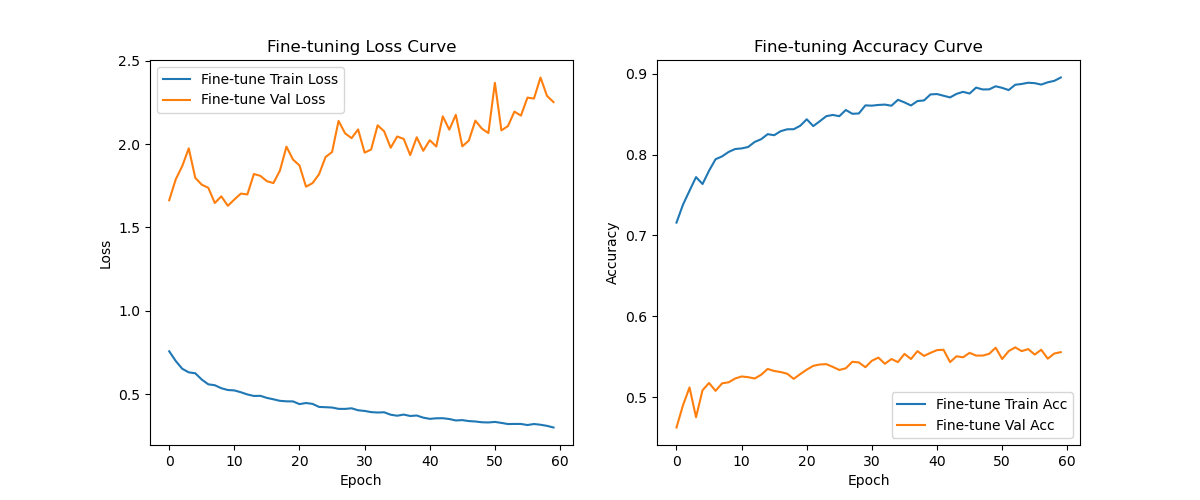 Fine-tuning Loss Curve
2.5
2.0
1.5
1.0
0.5
Loss
0
10
20
30
40
50
60
Epoch
Fine-tune Train Loss
Fine-tune Val Loss
Fine-tuning Accuracy Curve
0.9
0.8
0.7
0.6
0.5
Accuracy
0
10
20
30
40
50
60
Epoch
Fine-tune Train Acc
Fine-tune Val Acc